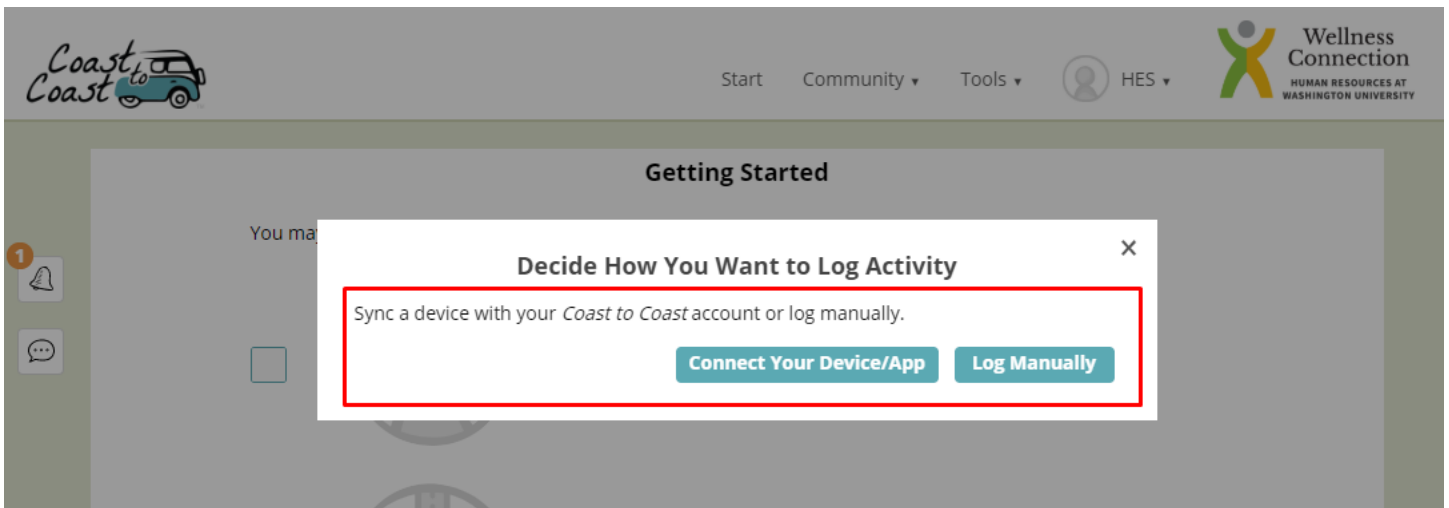 Coast to Coast
Start Community Tools HES
Wellness
Connection
HUMAN RESOURCES AT
WASHINGTON UNIVERSITY
Getting Started
You may
1
Decide How You Want to Log Activity
×
Sync a device with your Coast to Coast account or log manually.
Connect Your Device/App Log Manually